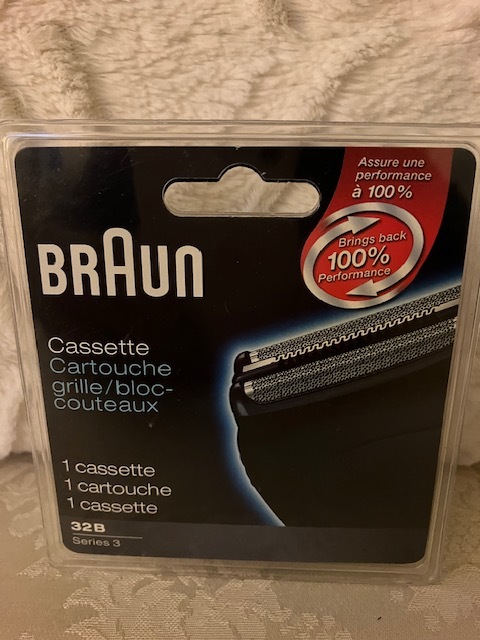 Assure une
performance
à 100%
Brings back
100%
Performance
BRAUN
Cassette
Cartouche
grille/bloc-
couteaux
1 cassette
1 cartouche
1 cassette
32B
Series 3